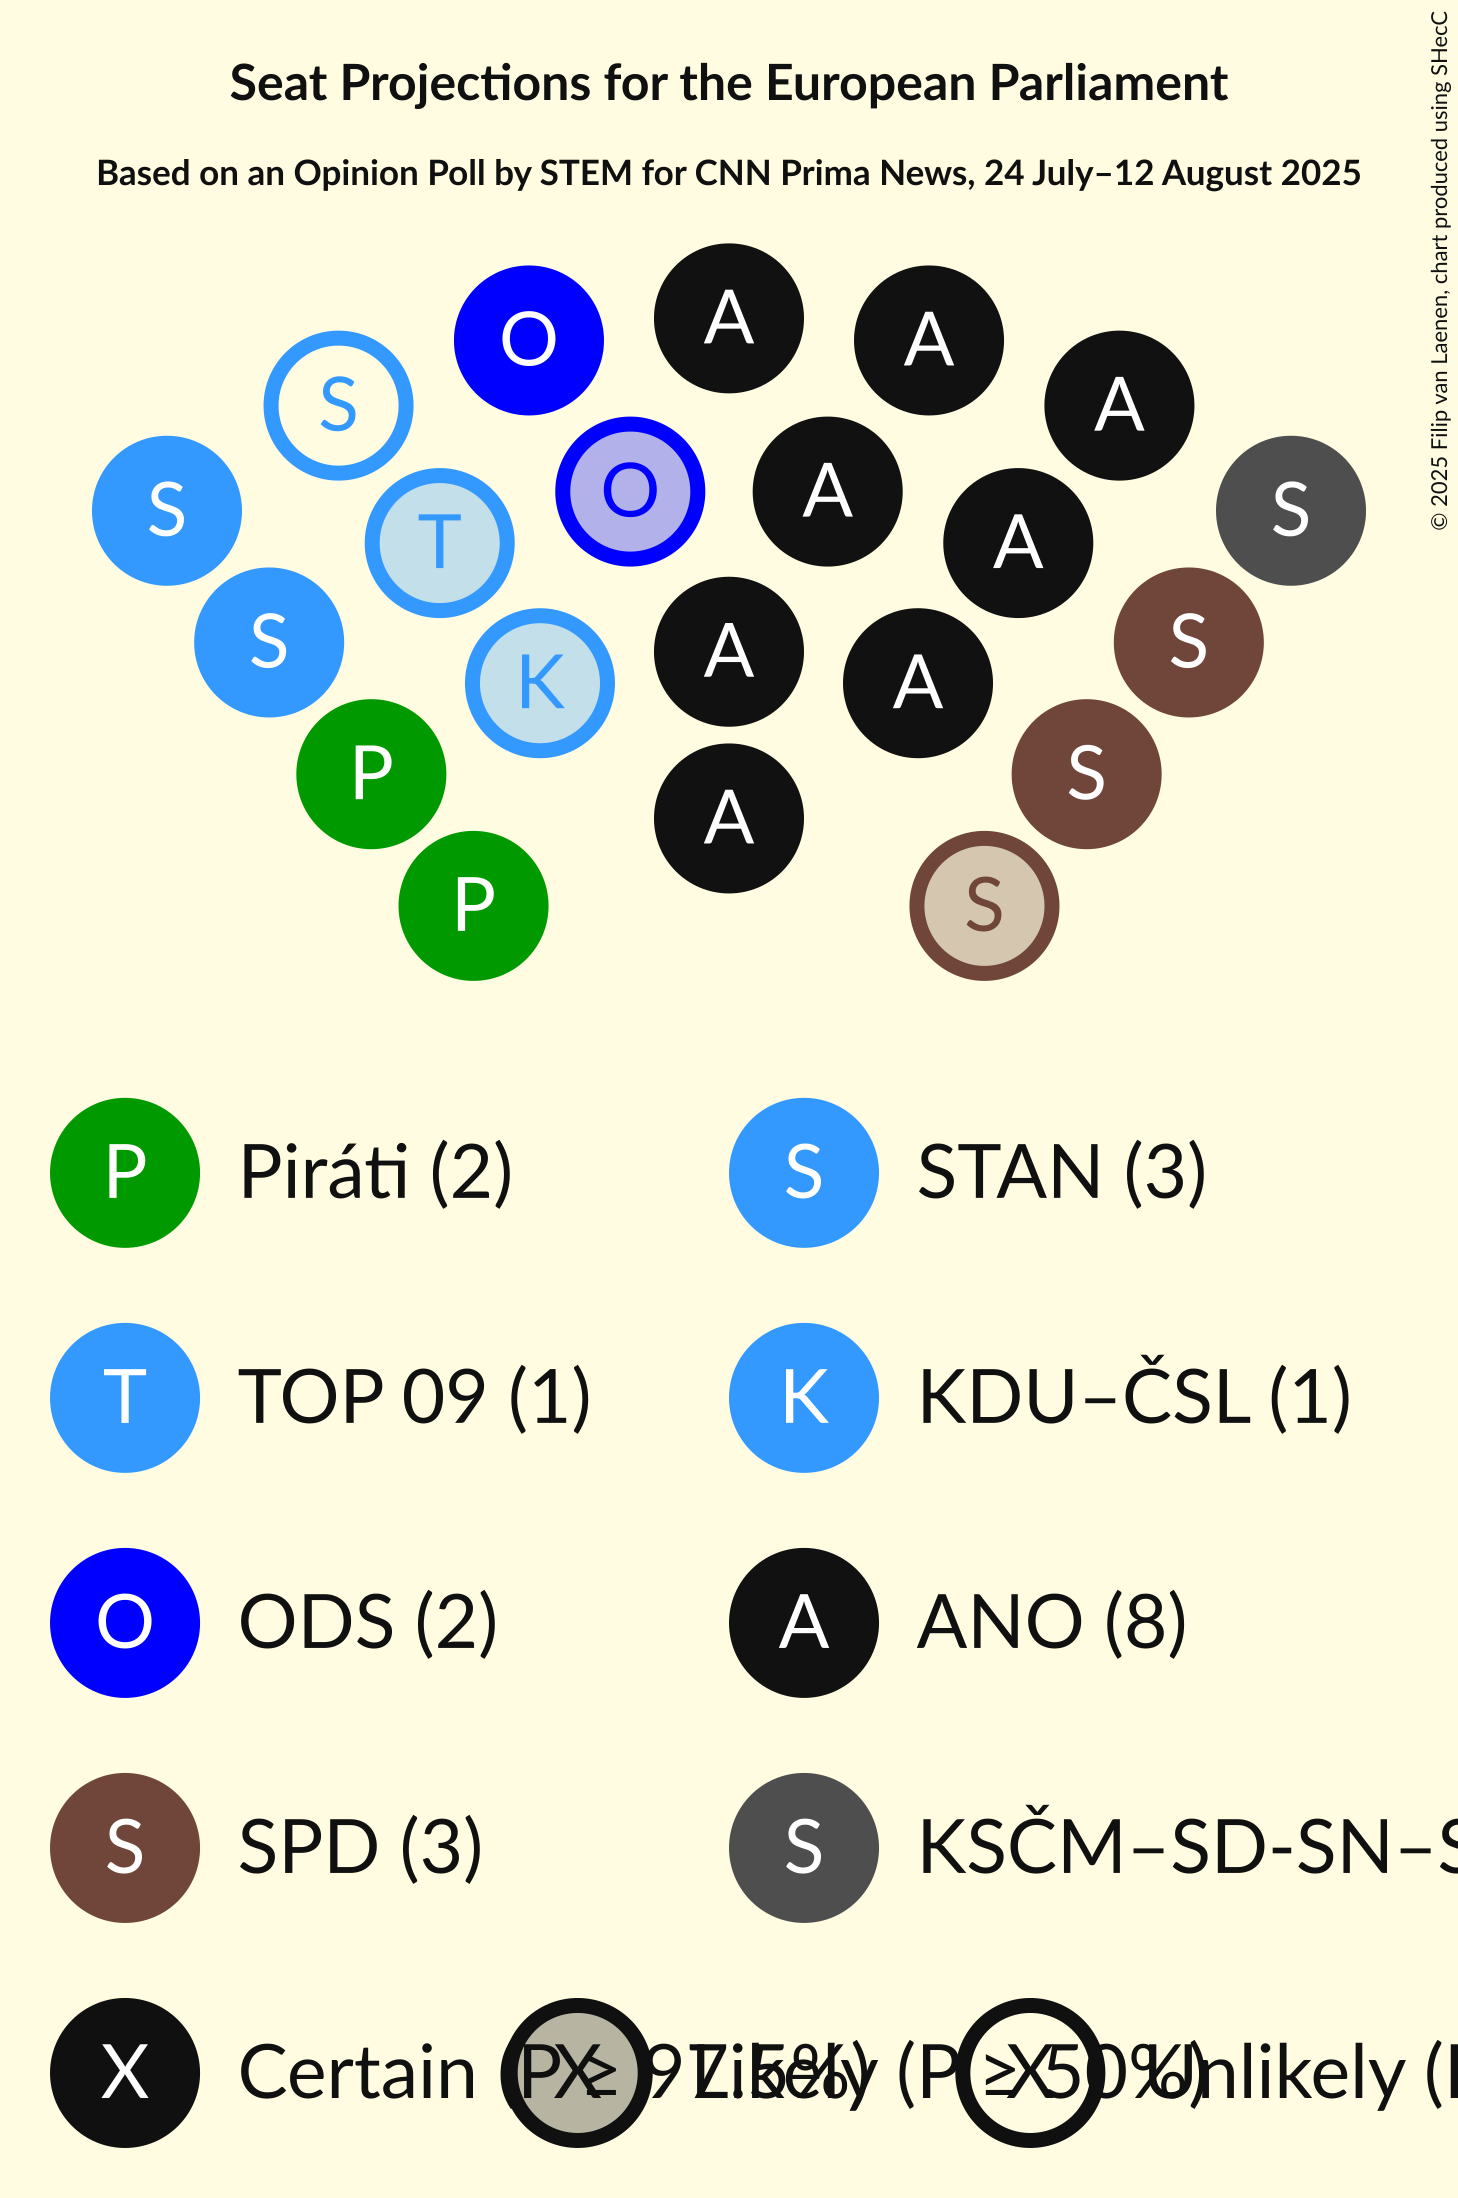 Seat Projections for the European Parliament
Based on an Opinion Poll by STEM for CNN Prima News, 24 July–12 August 2025
© 2025 Filip van Laenen, chart produced using SHecC
O A A A
S S
S O A
T A
S K A A S
P A S
P S
P Piráti (2) S STAN (3)
T TOP 09 (1) K KDU–ČSL (1)
O ODS (2) A ANO (8)
S SPD (3) S KSČM–SD-SN–S
X Certain (P ≥ 97.5%) X Likely (P ≥ 50%) X Unlikely (